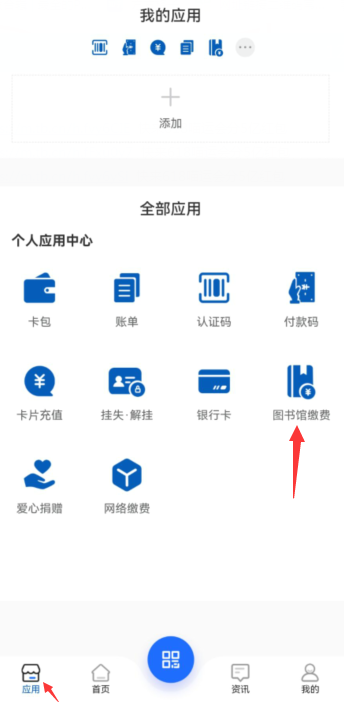 我的应用
添加
全部应用
个人应用中心
卡包 账单 认证码 付款码
卡片充值 挂失·解挂 银行卡 图书馆缴费
爱心捐赠 网络缴费
应用 首页 资讯 我的